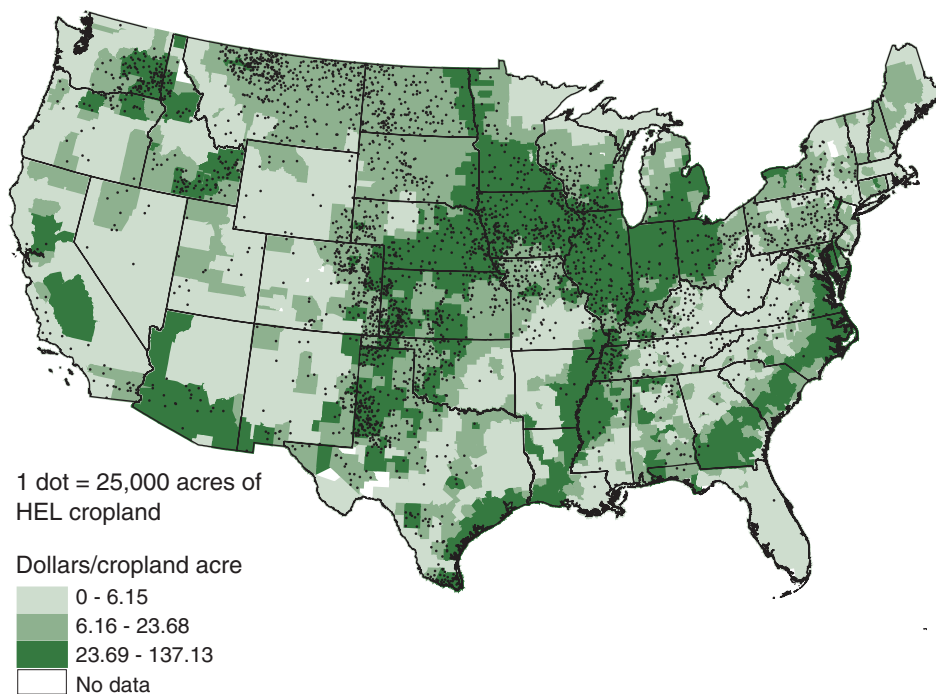 1 dot = 25,000 acres of
HEL cropland
Dollars/cropland acre
0 - 6.15
6.16 - 23.68
23.69 - 137.13
No data